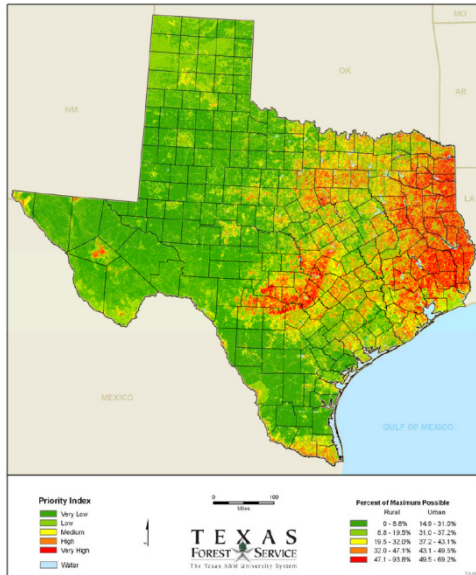 MO
OK
NM
AR
LA
MEXICO
GULF OF MEXICO
Priority Index
Very Low
Low
Medium
High
Very High
Water
100 0 100
Miles
TEXAS
FOREST SERVICE
The Texas A&M University System
Percent of Maximum Possible
Rural Urban
0 - 8.8% 14.9 - 31.0%
8.8 - 19.5% 31.0 - 37.2%
19.5 - 32.0% 37.2 - 43.1%
32.0 - 47.1% 43.1 - 49.5%
47.1 - 93.8% 49.5 - 69.2%